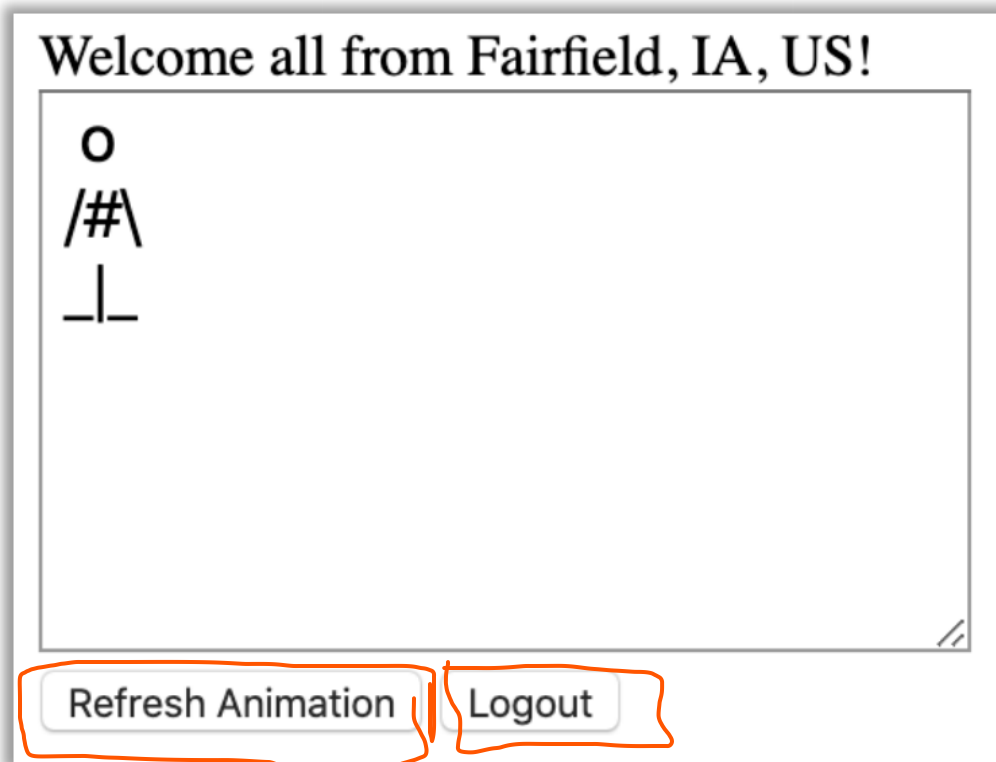 Welcome all from Fairfield, IA, US!
o
/#\
_|_
Refresh Animation Logout